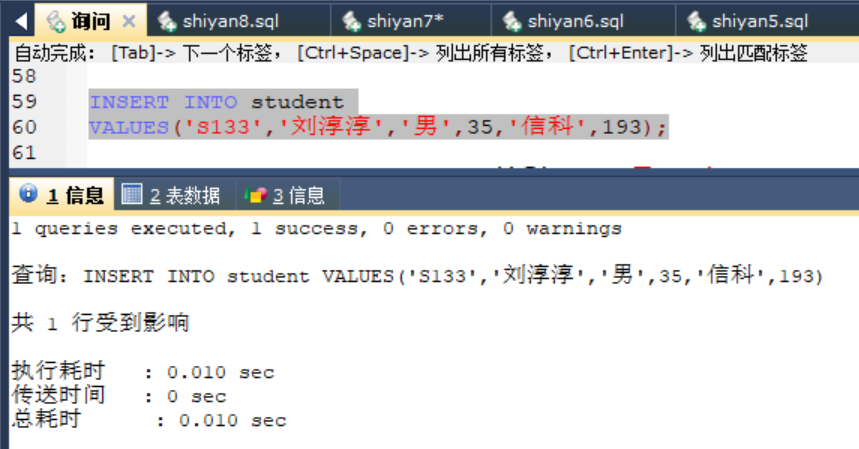 询问 shiyan8.sql shiyan7* shiyan6.sql shiyan5.sql
自动完成： [Tab]-> 下一个标签， [Ctrl+Space]-> 列出所有标签， [Ctrl+Enter]-> 列出匹配标签
58
59 INSERT INTO student
60 VALUES('S133','刘淳淳','男',35,'信科',193);
61
1 信息 2 表数据 3 信息
1 queries executed, 1 success, 0 errors, 0 warnings
查询：INSERT INTO student VALUES('S133','刘淳淳','男',35,'信科',193)
共 1 行受到影响
执行耗时 : 0.010 sec
传送时间 : 0 sec
总耗时 : 0.010 sec